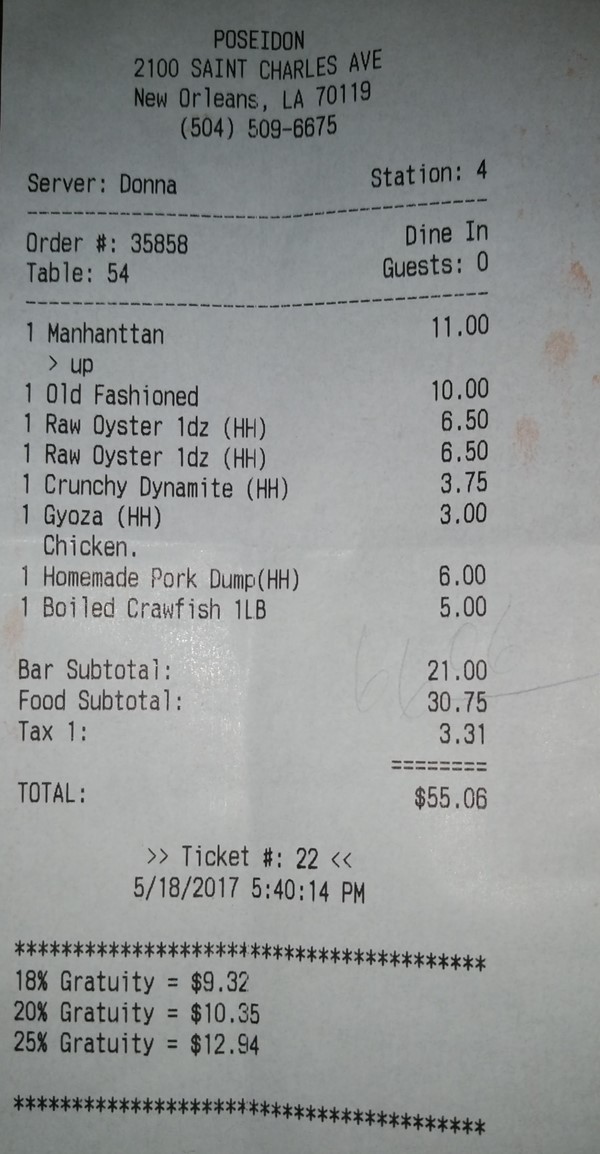 POSEIDON
2100 SAINT CHARLES AVE
New Orleans, LA 70119
(504) 509-6675
Server: Donna Station: 4
Order #: 35858 Dine In
Table: 54 Guests: 0
1 Manhanttan 11.00
> up
1 Old Fashioned 10.00
1 Raw Oyster 1dz (HH) 6.50
1 Raw Oyster 1dz (HH) 6.50
1 Crunchy Dynamite (HH) 3.75
1 Gyoza (HH) 3.00
Chicken.
1 Homemade Pork Dump(HH) 6.00
1 Boiled Crawfish 1LB 5.00
Bar Subtotal: 21.00
Food Subtotal: 30.75
Tax 1: 3.31
========
TOTAL: $55.06
>> Ticket #: 22 <<
5/18/2017 5:40:14 PM
*****************************************
18% Gratuity = $9.32
20% Gratuity = $10.35
25% Gratuity = $12.94
*****************************************